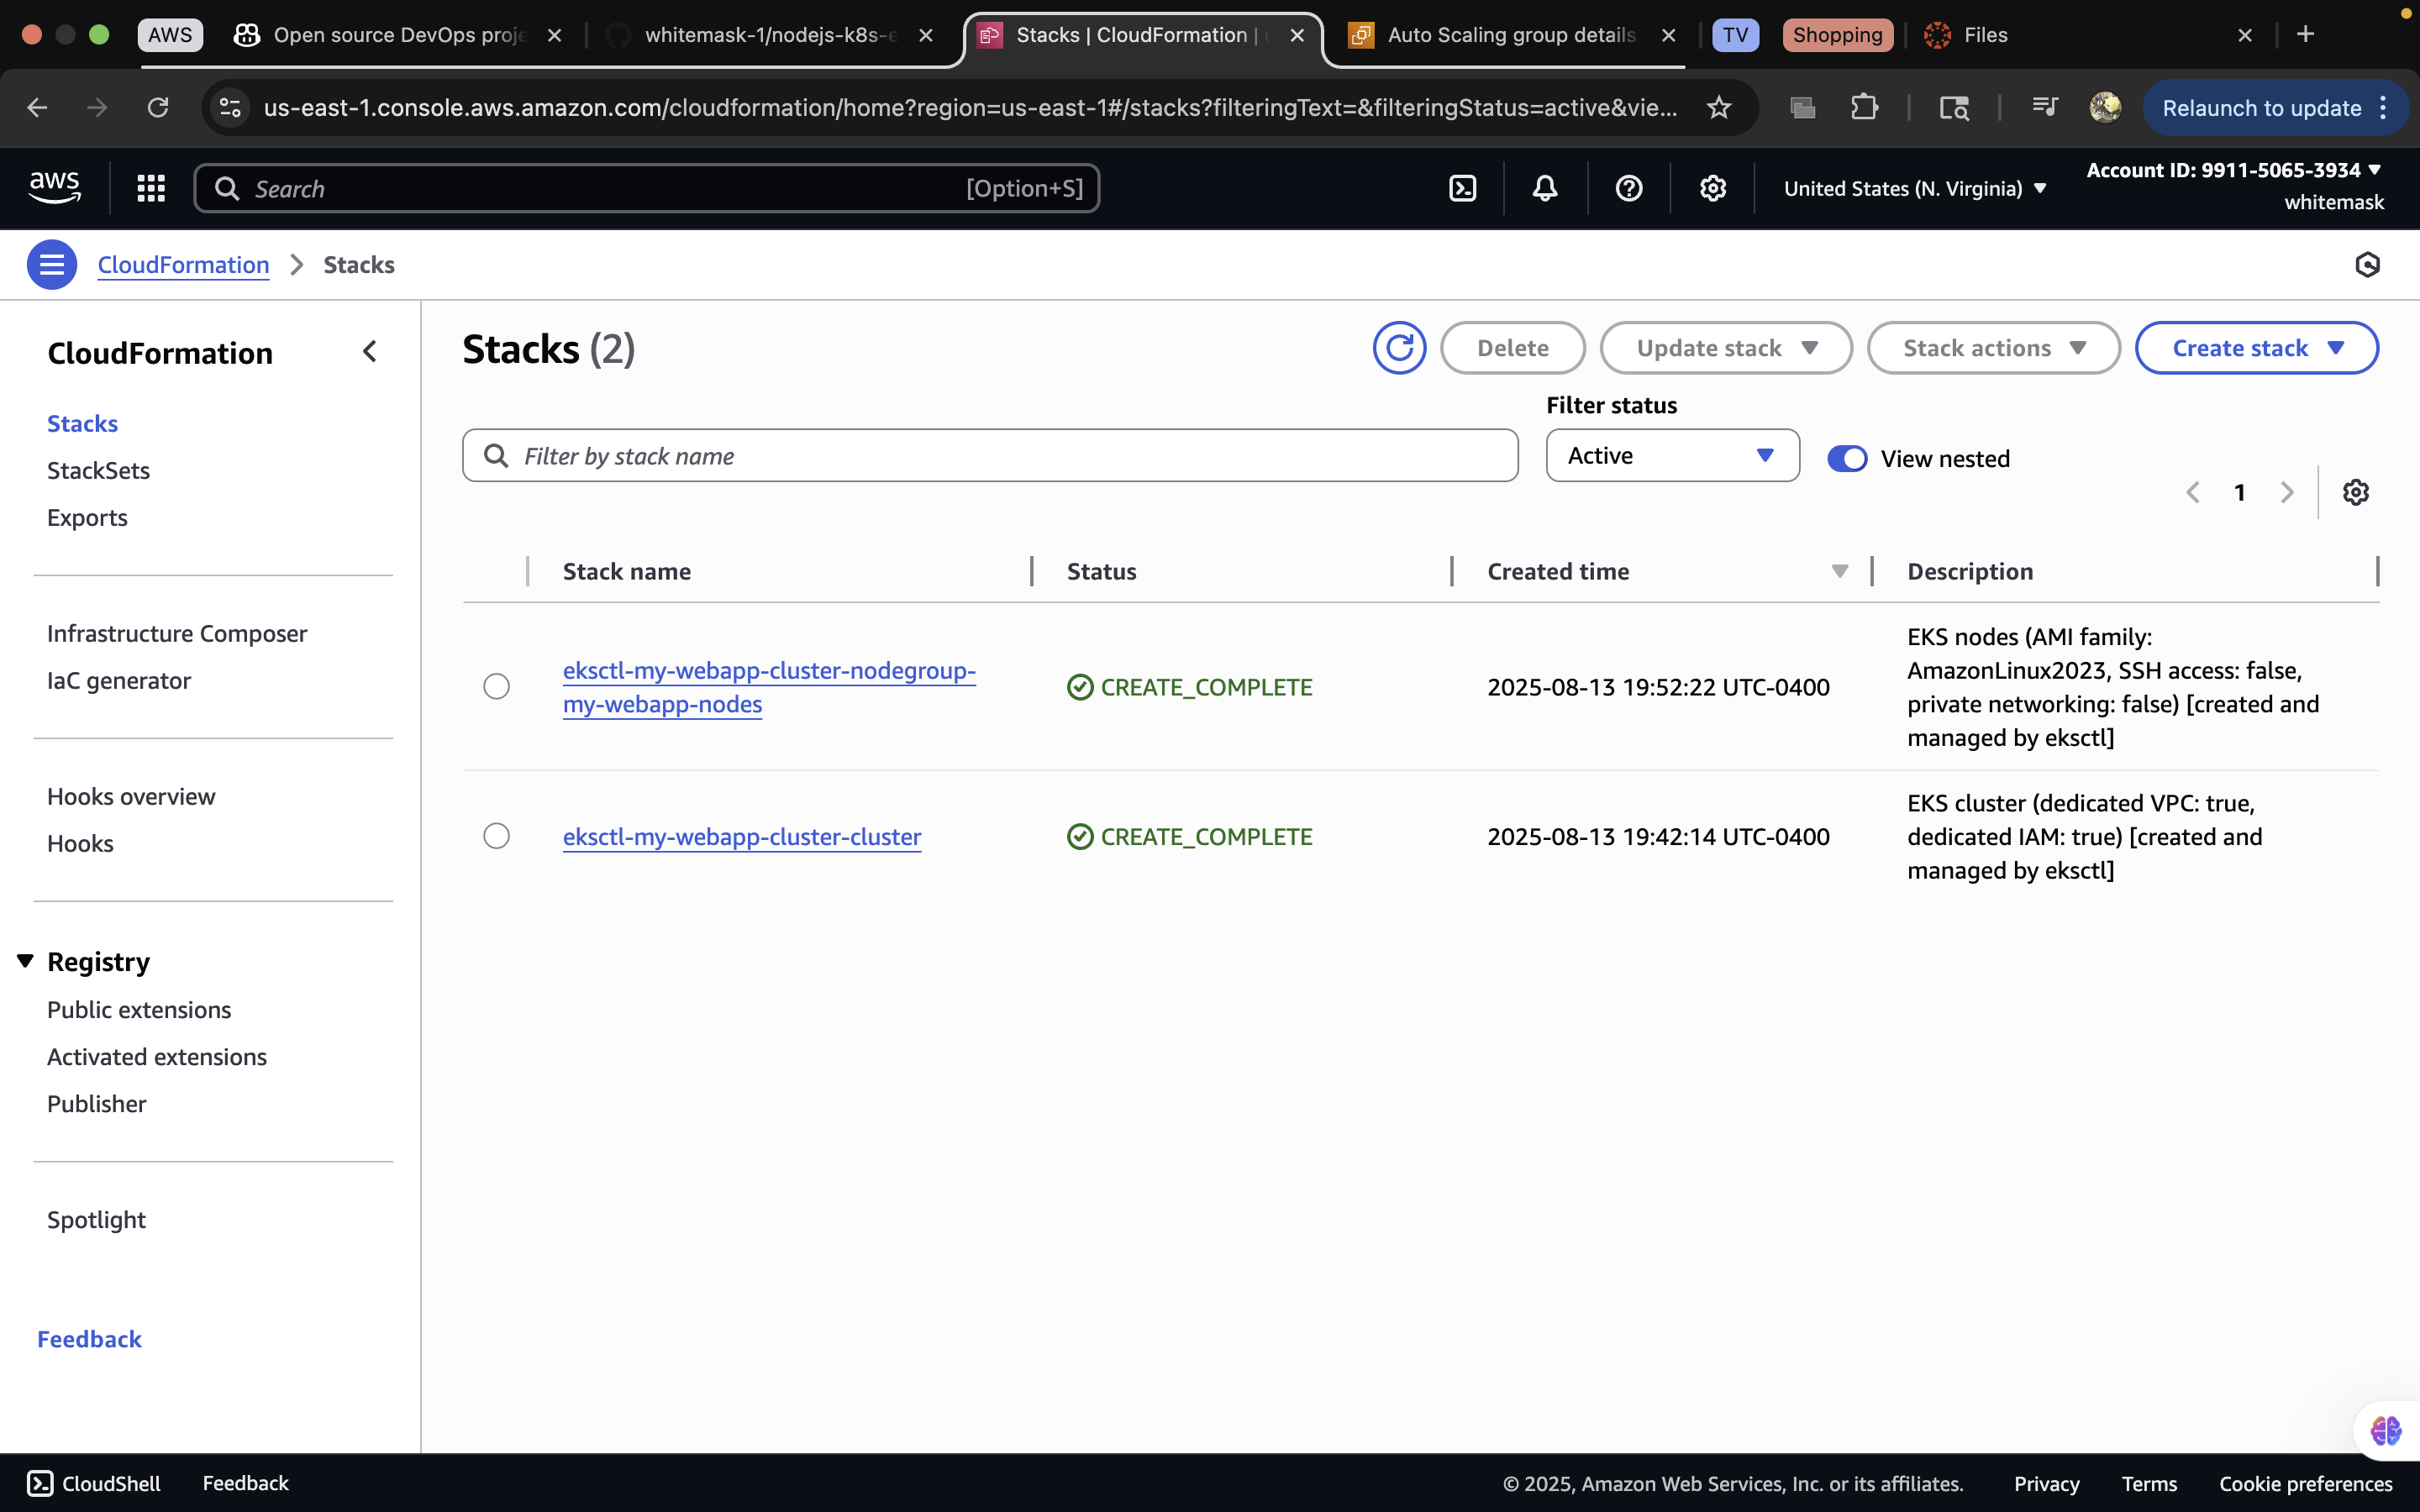 AWS
Open source DevOps proje
whitemask-1/nodejs-k8s-e
Stacks | CloudFormation |
Auto Scaling group details
TV
Shopping
Files
us-east-1.console.aws.amazon.com/cloudformation/home?region=us-east-1#/stacks?filteringText=&filteringStatus=active&vie...
Relaunch to update
aws
Search
[Option+S]
United States (N. Virginia)
Account ID: 9911-5065-3934
whitemask
CloudFormation
Stacks
CloudFormation
Stacks
StackSets
Exports
Infrastructure Composer
IaC generator
Hooks overview
Hooks
Registry
Public extensions
Activated extensions
Publisher
Spotlight
Feedback
Stacks (2)
Delete
Update stack
Stack actions
Create stack
Filter status
Filter by stack name
Active
View nested
1
Stack name
Status
Created time
Description
eksctl-my-webapp-cluster-nodegroup-
my-webapp-nodes
CREATE_COMPLETE
2025-08-13 19:52:22 UTC-0400
EKS nodes (AMI family:
AmazonLinux2023, SSH access: false,
private networking: false) [created and
managed by eksctl]
eksctl-my-webapp-cluster-cluster
CREATE_COMPLETE
2025-08-13 19:42:14 UTC-0400
EKS cluster (dedicated VPC: true,
dedicated IAM: true) [created and
managed by eksctl]
CloudShell
Feedback
© 2025, Amazon Web Services, Inc. or its affiliates.
Privacy
Terms
Cookie preferences